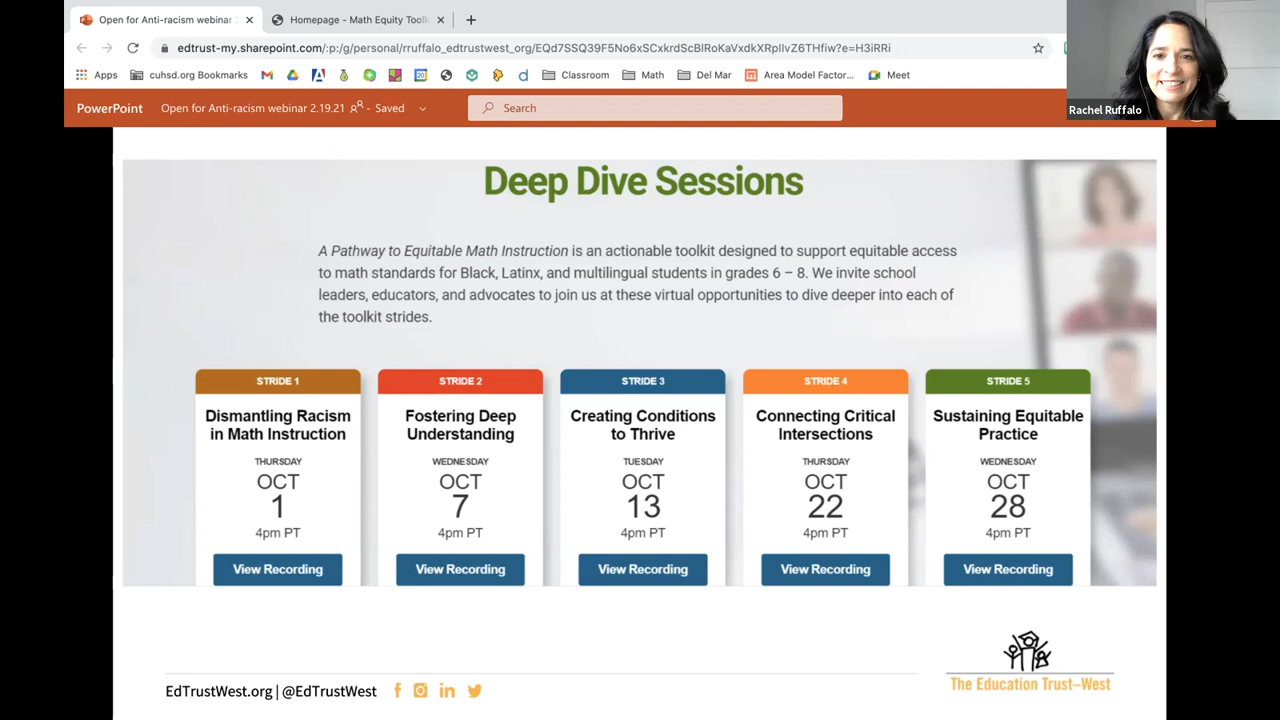 Open for Anti-racism webinar 2
Homepage - Math Equity Toolk
edtrust-my.sharepoint.com/:p:/g/personal/rruffalo_edtrustwest_org/EQd7SSQ39F5No6xSCxkrdScBlRoKaVxdkXRpIlvZ6THfiw?e=H3iRRi
Apps cuhsd.org Bookmarks Classroom Math Del Mar Area Model Factor... Meet
PowerPoint Open for Anti-racism webinar 2.19.21 - Saved Search
Rachel Ruffalo
Deep Dive Sessions
A Pathway to Equitable Math Instruction is an actionable toolkit designed to support equitable access
to math standards for Black, Latinx, and multilingual students in grades 6 – 8. We invite school
leaders, educators, and advocates to join us at these virtual opportunities to dive deeper into each of
the toolkit strides.
STRIDE 1
Dismantling Racism
in Math Instruction
THURSDAY
OCT
1
4pm PT
View Recording
STRIDE 2
Fostering Deep
Understanding
WEDNESDAY
OCT
7
4pm PT
View Recording
STRIDE 3
Creating Conditions
to Thrive
TUESDAY
OCT
13
4pm PT
View Recording
STRIDE 4
Connecting Critical
Intersections
THURSDAY
OCT
22
4pm PT
View Recording
STRIDE 5
Sustaining Equitable
Practice
WEDNESDAY
OCT
28
4pm PT
View Recording
EdTrustWest.org | @EdTrustWest
The Education Trust–West